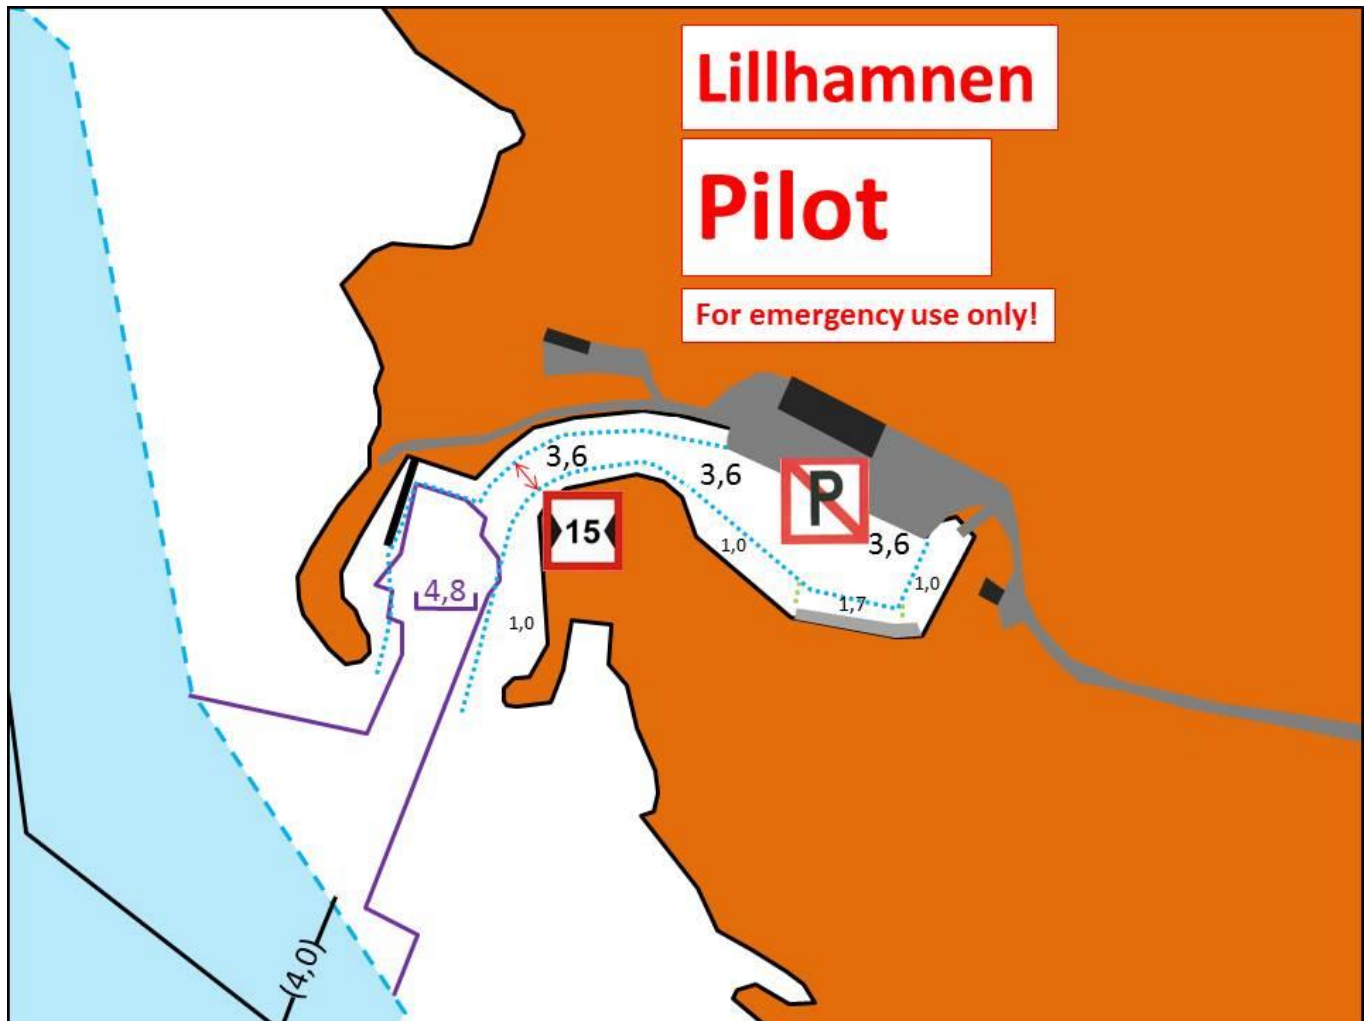 Lillhamnen
Pilot
For emergency use only!
3,6
3,6
P
15
3,6
1,0
4,8
1,0
1,7
1,0
(4,0)